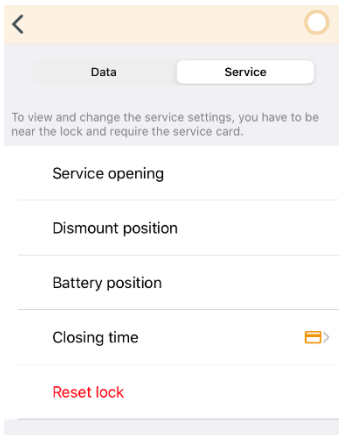 Data
Service
To view and change the service settings, you have to be
near the lock and require the service card.
Service opening
Dismount position
Battery position
Closing time
Reset lock